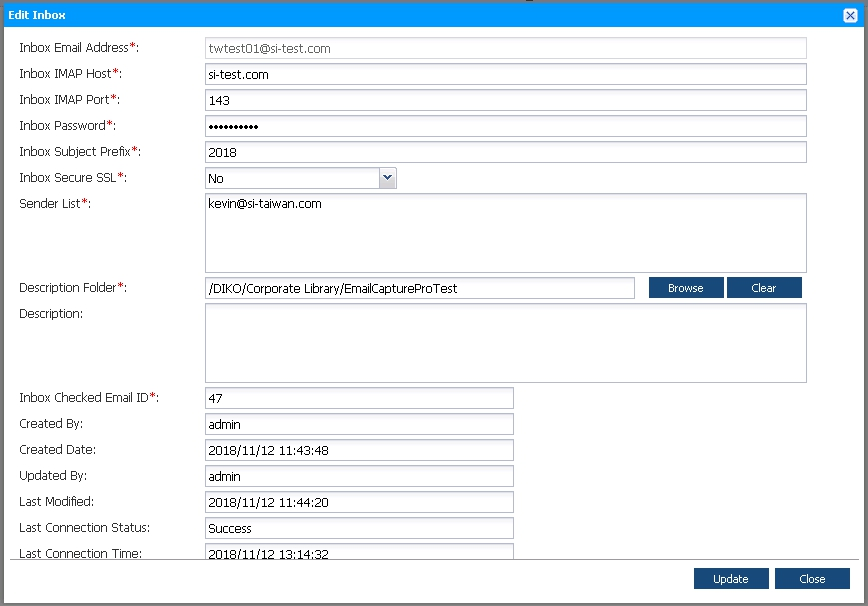 Edit Inbox
Inbox Email Address*: twtest01@si-test.com
Inbox IMAP Host*: si-test.com
Inbox IMAP Port*: 143
Inbox Password*: ••••••••••
Inbox Subject Prefix*: 2018
Inbox Secure SSL*: No
Sender List*: kevin@si-taiwan.com
Description Folder*: /DIKO/Corporate Library/EmailCaptureProTest Browse Clear
Description:
Inbox Checked Email ID*: 47
Created By: admin
Created Date: 2018/11/12 11:43:48
Updated By: admin
Last Modified: 2018/11/12 11:44:20
Last Connection Status: Success
Last Connection Time: 2018/11/12 13:14:32
Update Close